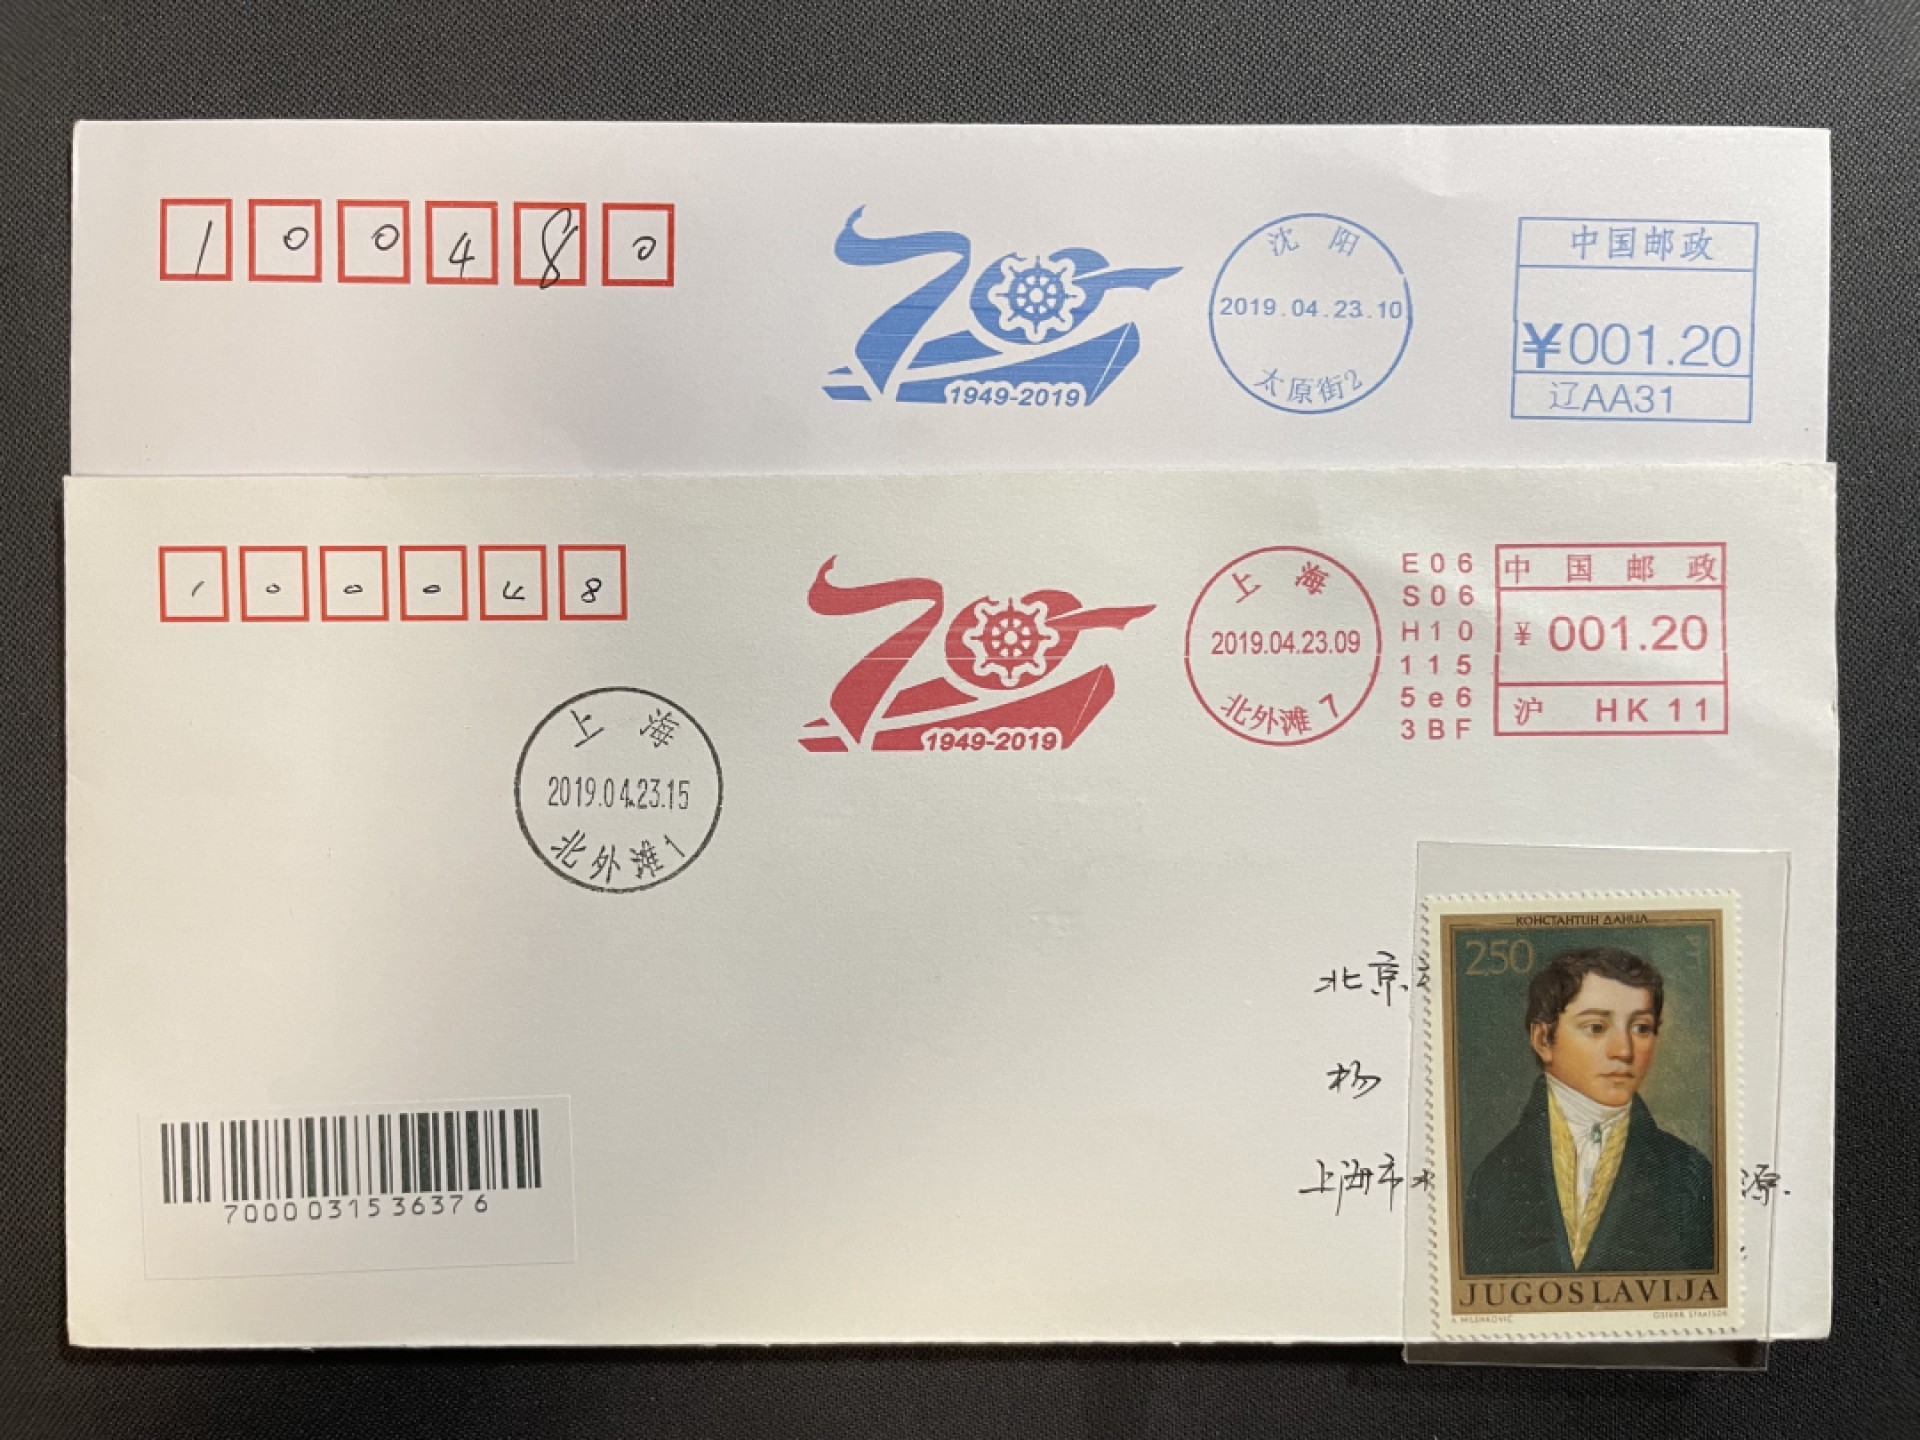 100480
1949-2019
沈阳
2019.04.23.10
太原街2
中国邮政
¥001.20
辽AA31
100048
1949-2019
上海
2019.04.23.09
北外滩7
E06
S06
H10
115
5e6
3BF
中国邮政
¥001.20
沪 HK11
上海
2019.04.23.15
北外滩1
北京
杨
上海市
源
7000031536376
КОНСТАНТИН ДАНИЛ
250
JUGOSLAVIJA
A. MILENKOVIĆ